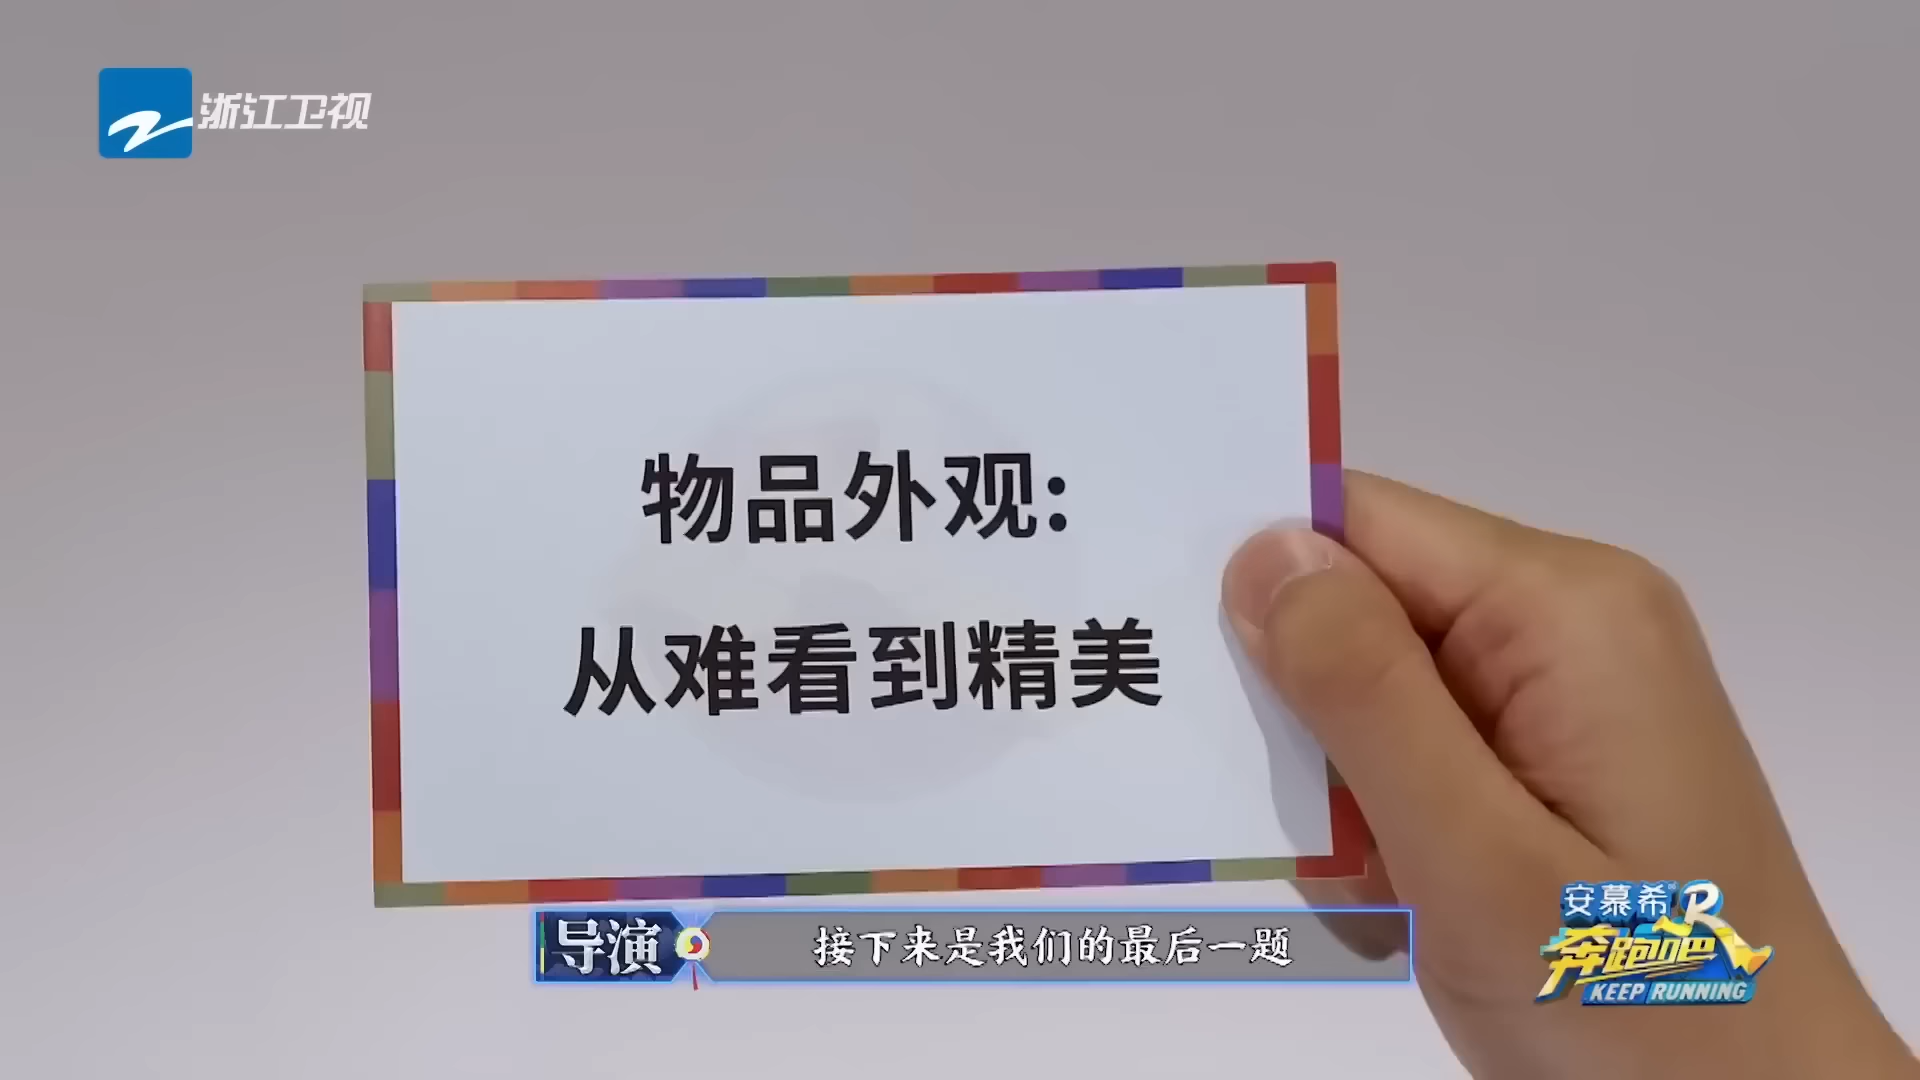 浙江卫视
物品外观:
从难看到精美
导演 接下来是我们的最后一题
安慕希
奔跑吧
KEEP RUNNING